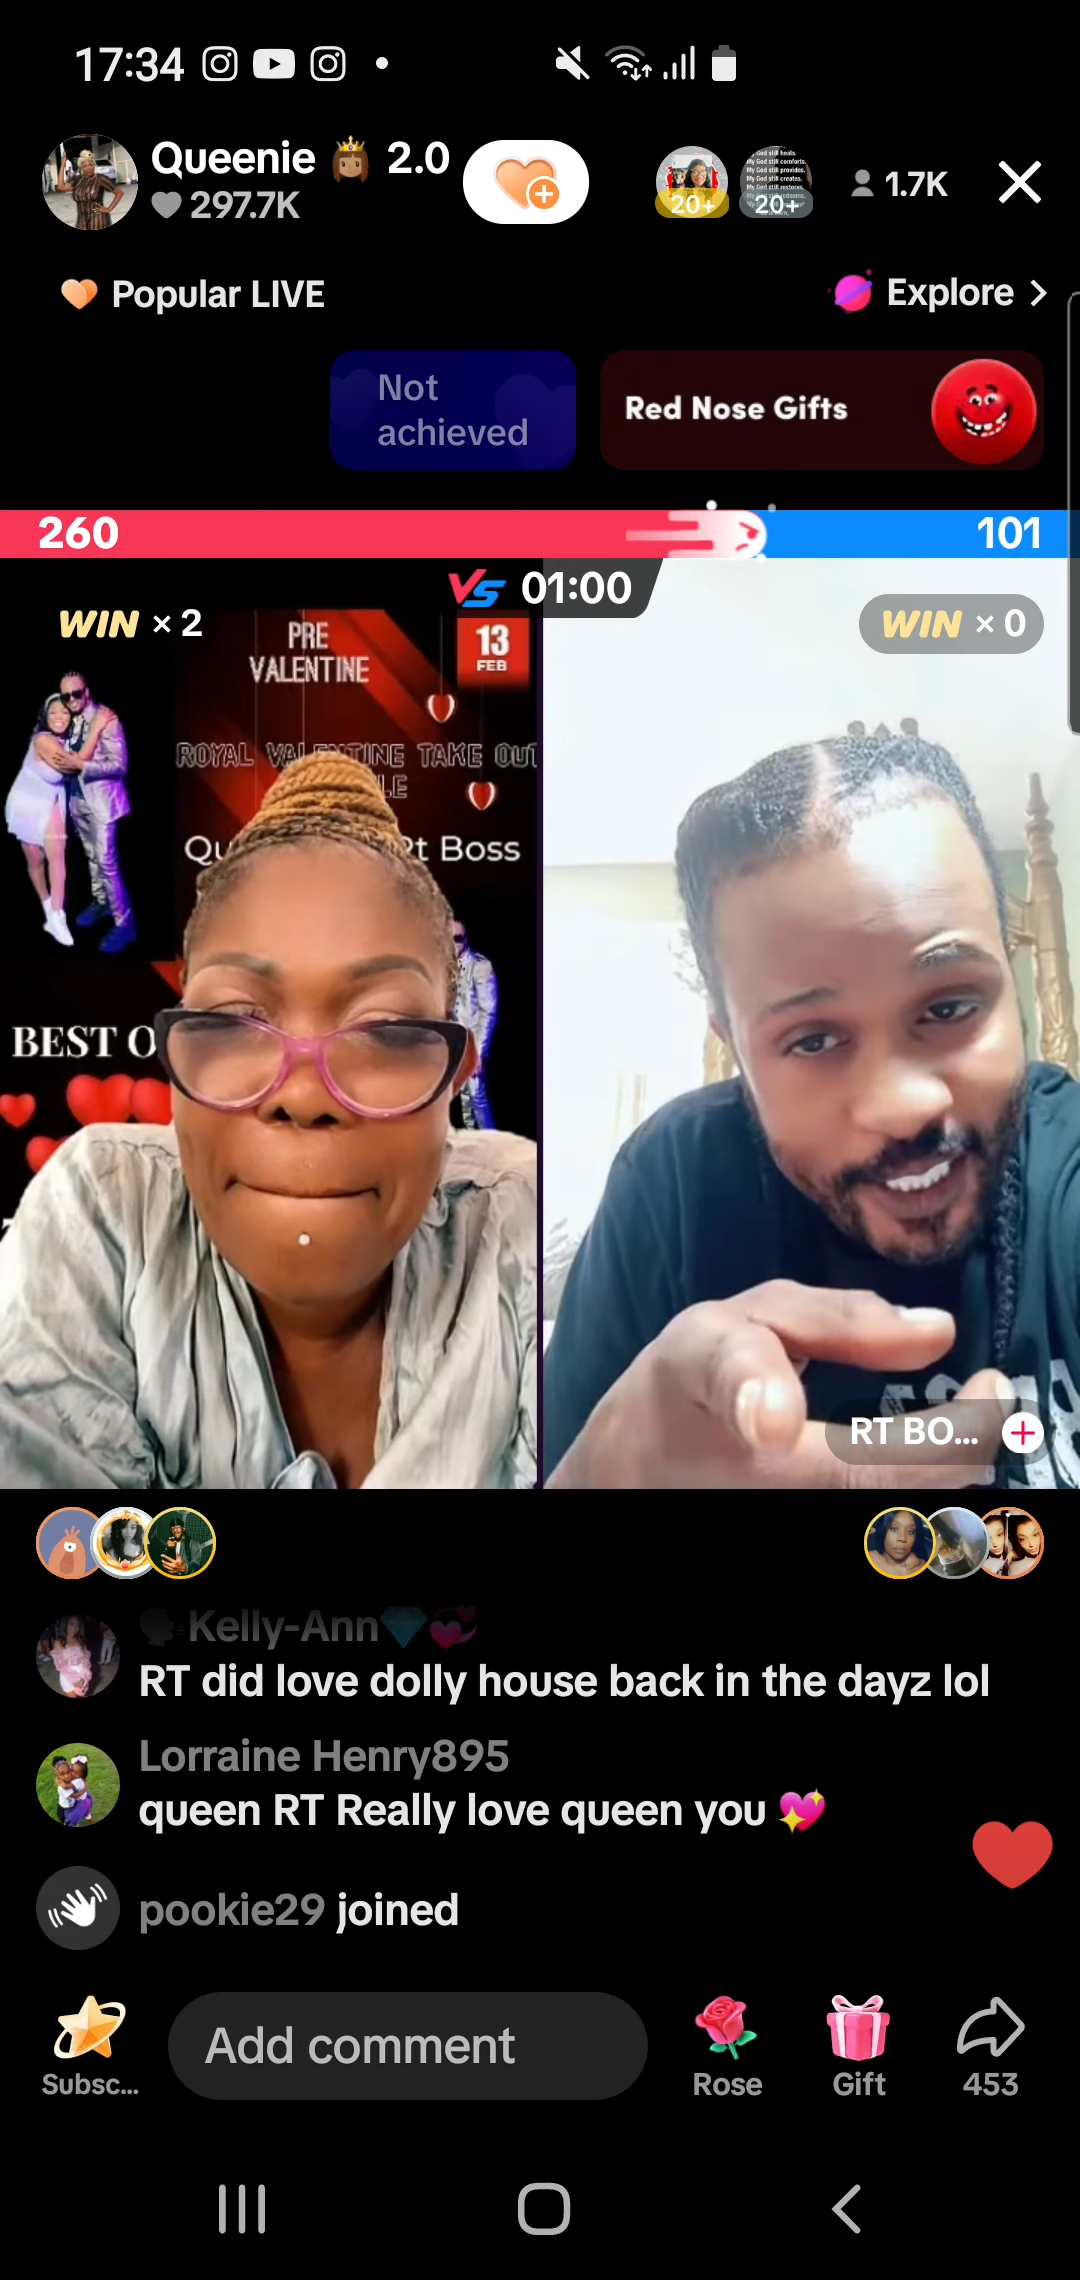 17:34
Queenie 👸🏽 2.0
297.7K
20+
20+
1.7K
Popular LIVE
Explore
Not
achieved
Red Nose Gifts
260
101
VS 01:00
WIN × 2
WIN × 0
PRE
VALENTINE
13
FEB
ROYAL VALENTINE TAKE OUT
Qu
Rt Boss
BEST O
RT BO...
🗣Kelly-Ann💎💞
RT did love dolly house back in the dayz lol
Lorraine Henry895
queen RT Really love queen you 💖
pookie29 joined
Subsc...
Add comment
Rose
Gift
453